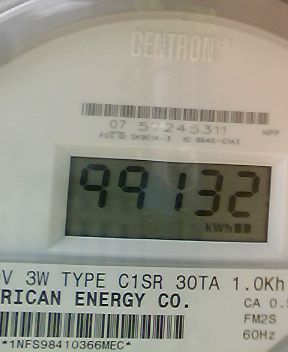 CENTRON®
07 57245311
HPP
99132
kWh
V 3W TYPE C1SR 30TA 1.0Kh
RICAN ENERGY CO.
CA 0.5
FM2S
60Hz
*1NFS98410366MEC*